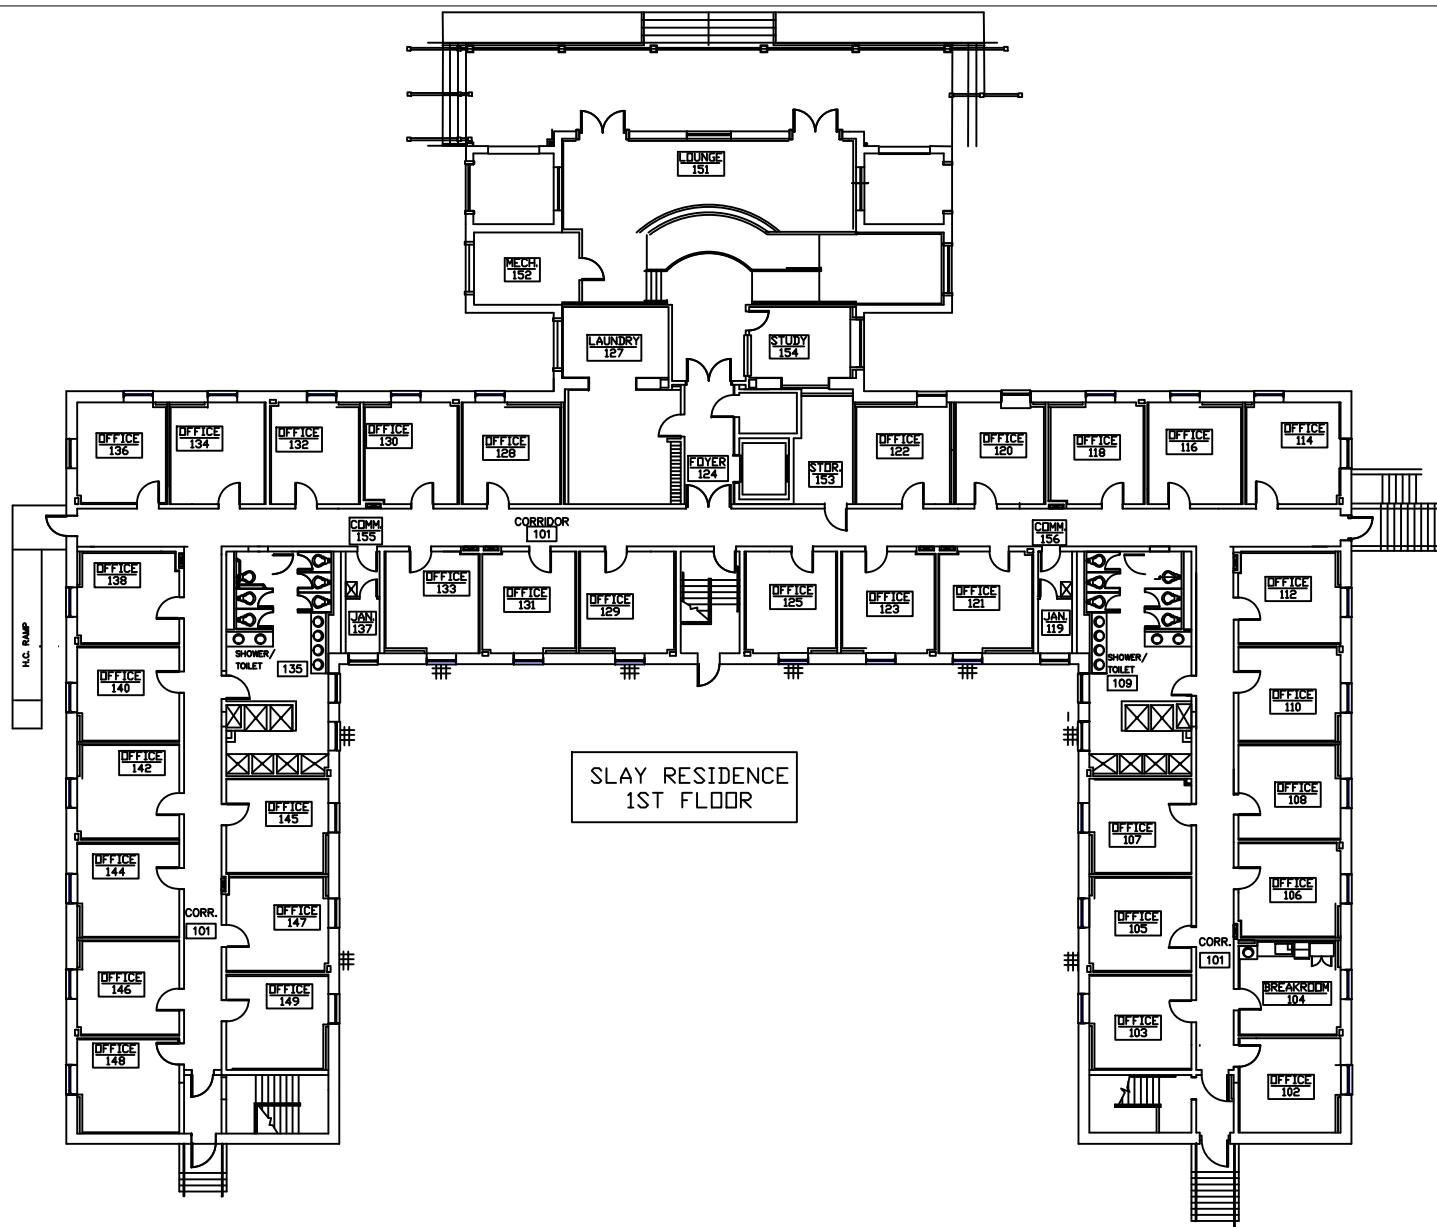 LOUNGE
151
MECH.
152
LAUNDRY
127
STUDY
154
OFFICE
136
OFFICE
134
OFFICE
132
OFFICE
130
OFFICE
128
FOYER
124
STOR.
153
OFFICE
122
OFFICE
120
OFFICE
118
OFFICE
116
OFFICE
114
COMM.
155
CORRIDOR
101
COMM.
156
OFFICE
138
OFFICE
133
OFFICE
131
OFFICE
129
OFFICE
125
OFFICE
123
OFFICE
121
OFFICE
112
JAN.
137
JAN.
119
H.C. RAMP
SHOWER/
TOILET
135
SHOWER/
TOILET
109
OFFICE
140
OFFICE
110
OFFICE
142
OFFICE
145
SLAY RESIDENCE
1ST FLOOR
OFFICE
107
OFFICE
108
OFFICE
144
OFFICE
147
OFFICE
105
OFFICE
106
CORR.
101
CORR.
101
OFFICE
146
OFFICE
149
OFFICE
103
BREAKROOM
104
OFFICE
148
OFFICE
102